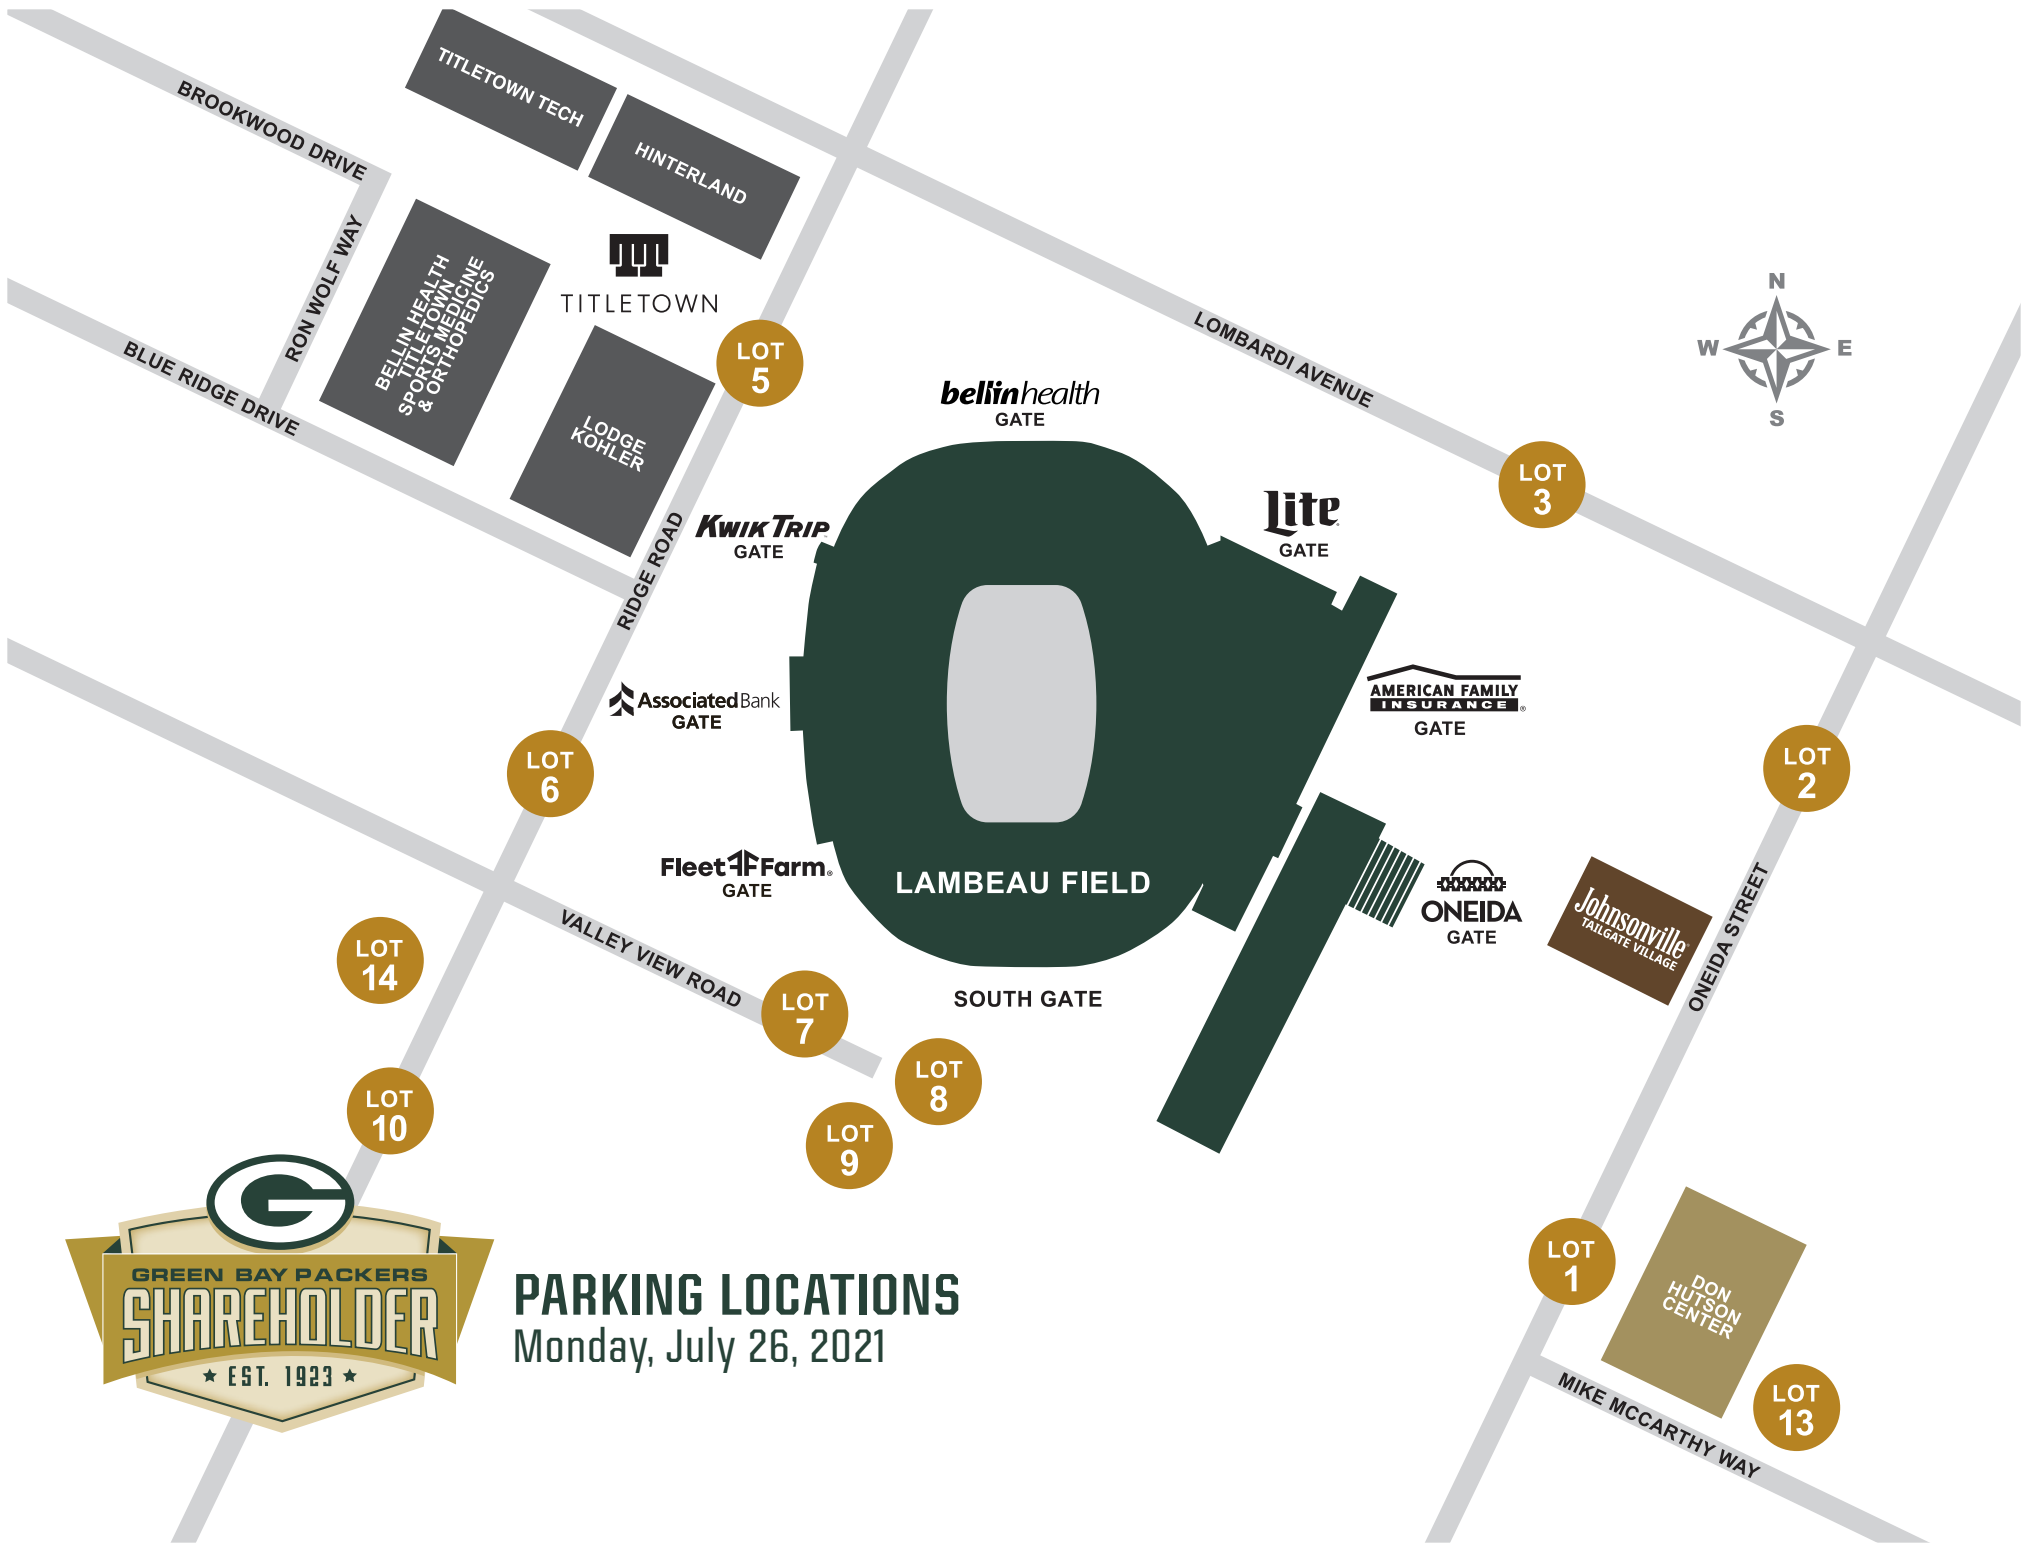 TITLETOWN TECH
BROOKWOOD DRIVE
HINTERLAND
RON WOLF WAY
BELLIN HEALTH
TITLETOWN
SPORTS MEDICINE
& ORTHOPEDICS
TITLETOWN
N
W
E
S
BLUE RIDGE DRIVE
LODGE
KOHLER
LOT
5
LOMBARDI AVENUE
bellinhealth
GATE
LOT
3
KWIK TRIP
GATE
Lite
GATE
RIDGE ROAD
AssociatedBank
GATE
AMERICAN FAMILY
INSURANCE ®
GATE
LOT
6
LOT
2
Fleet Farm®
GATE
LAMBEAU FIELD
ONEIDA
GATE
Johnsonville
TAILGATE VILLAGE
ONEIDA STREET
LOT
14
VALLEY VIEW ROAD
SOUTH GATE
LOT
7
LOT
8
LOT
10
LOT
9
G
GREEN BAY PACKERS
SHAREHOLDER
EST. 1923
PARKING LOCATIONS
Monday, July 26, 2021
LOT
1
DON
HUTSON
CENTER
LOT
13
MIKE MCCARTHY WAY